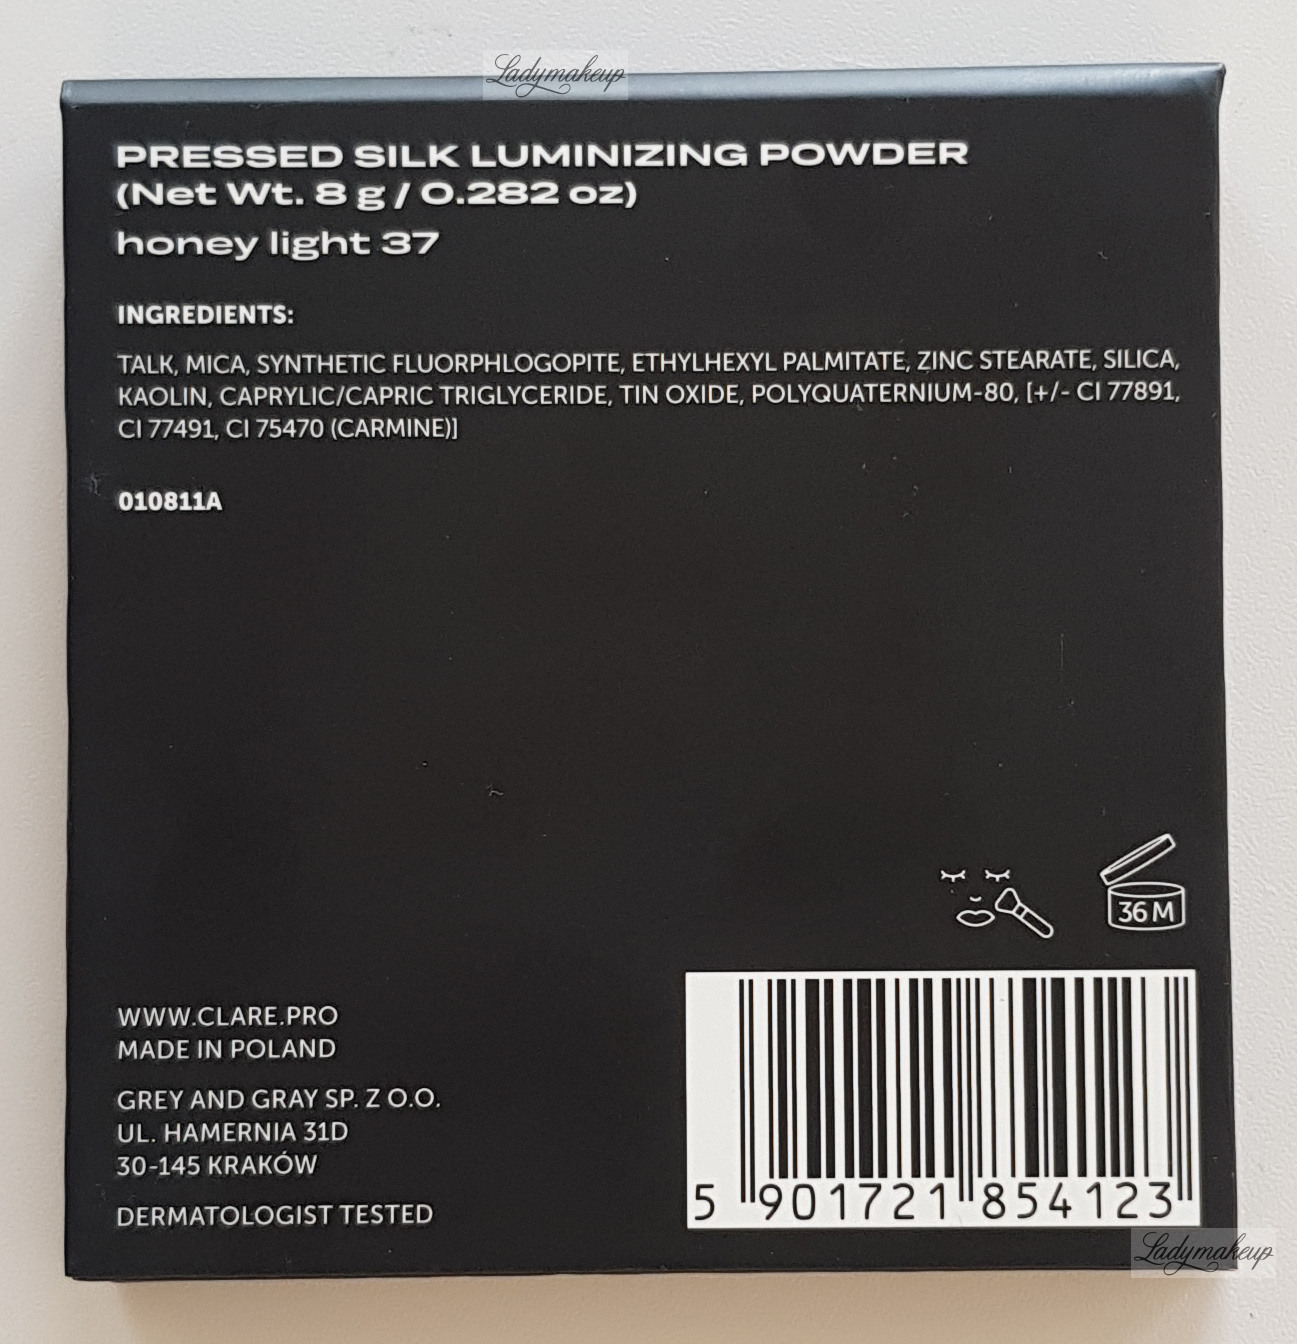 Ladymakeup
PRESSED SILK LUMINIZING POWDER
(Net Wt. 8 g / 0.282 oz)
honey light 37
INGREDIENTS:
TALK, MICA, SYNTHETIC FLUORPHLOGOPITE, ETHYLHEXYL PALMITATE, ZINC STEARATE, SILICA,
KAOLIN, CAPRYLIC/CAPRIC TRIGLYCERIDE, TIN OXIDE, POLYQUATERNIUM-80, [+/- CI 77891,
CI 77491, CI 75470 (CARMINE)]
010811A
36 M
WWW.CLARE.PRO
MADE IN POLAND
GREY AND GRAY SP. Z O.O.
UL. HAMERNIA 31D
30-145 KRAKÓW
DERMATOLOGIST TESTED
5 901721 854123
Ladymakeup